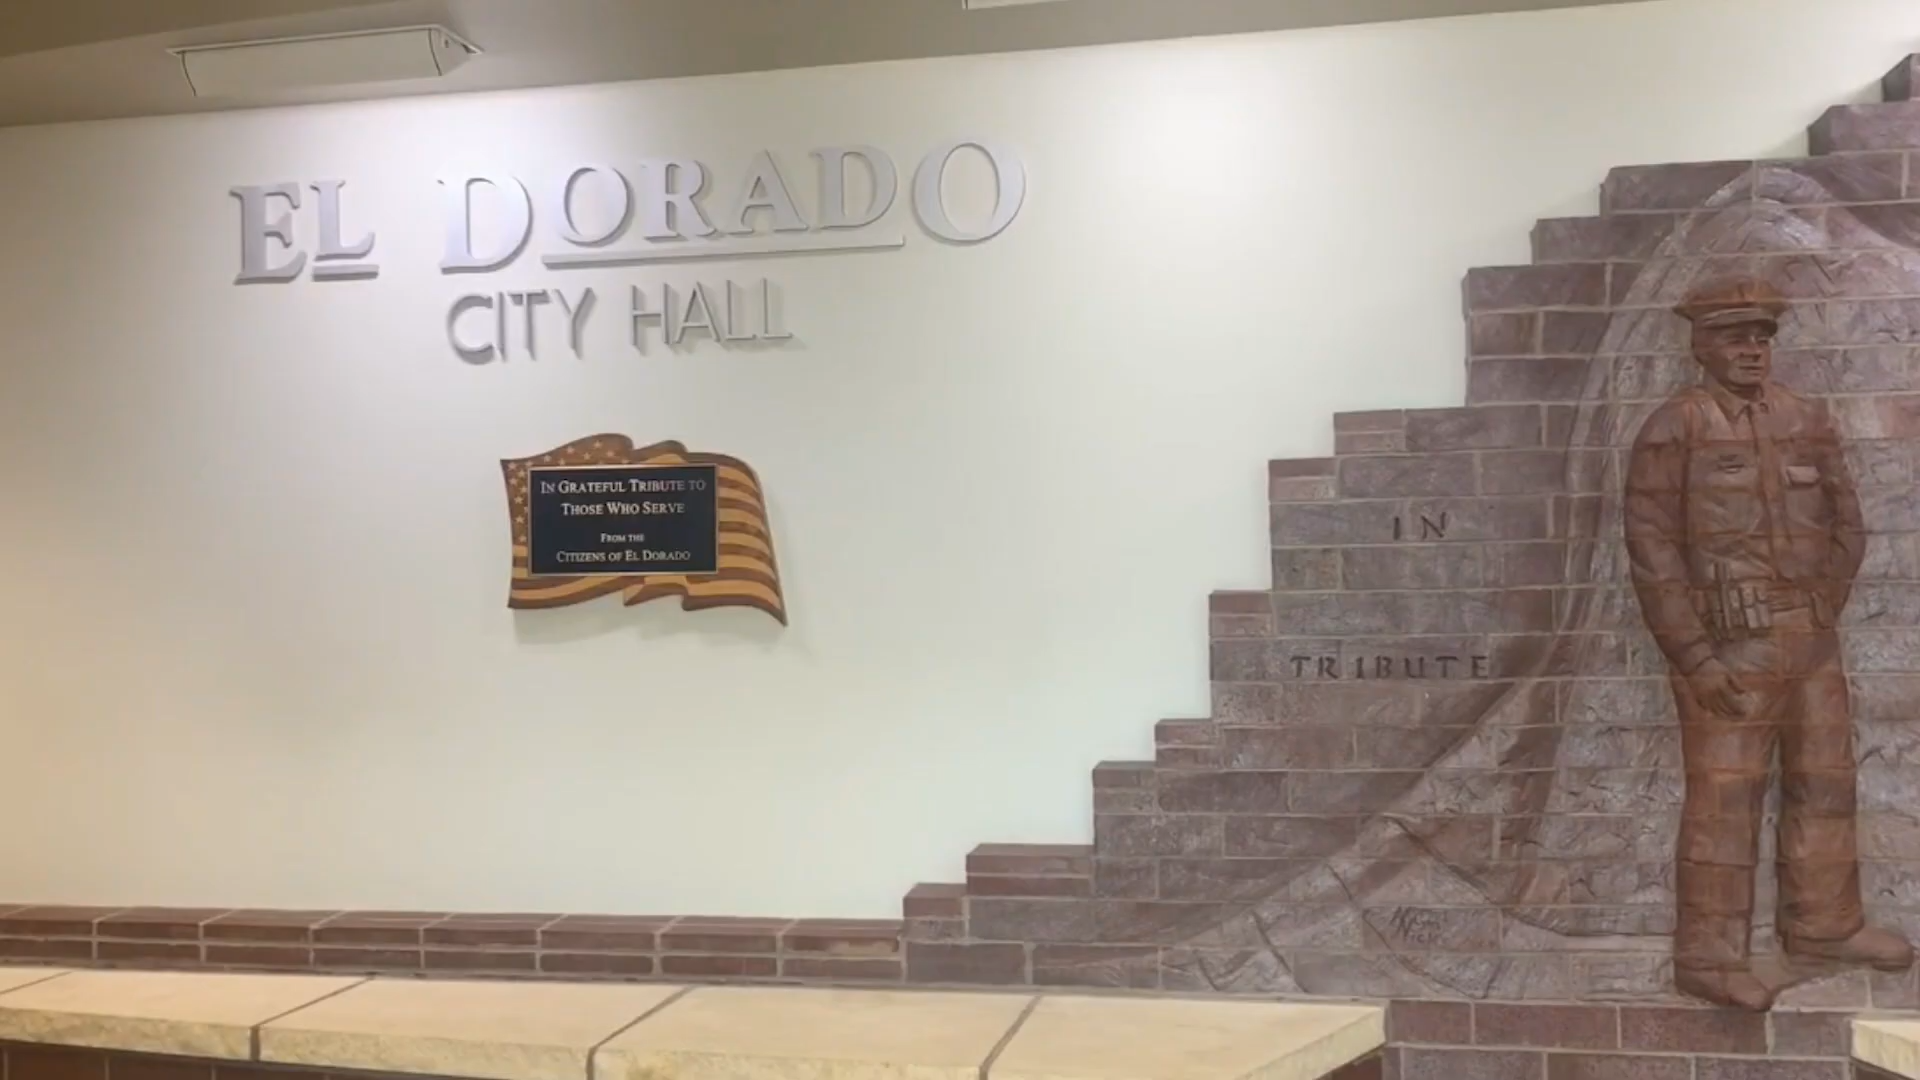 EL DORADO
CITY HALL
IN GRATEFUL TRIBUTE TO
THOSE WHO SERVE
FROM THE
CITIZENS OF EL DORADO
IN
TRIBUTE